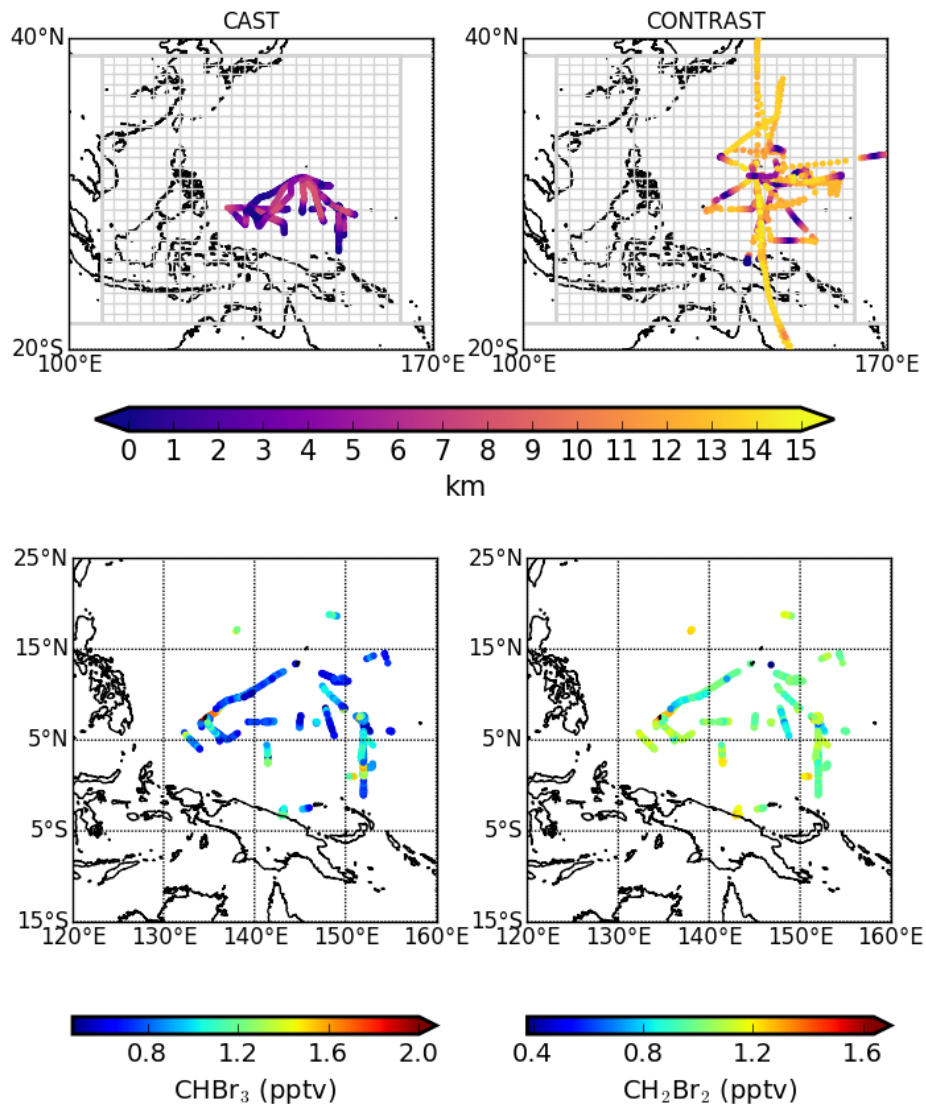 CAST CONTRAST
40°N 40°N
20°S 20°S
100°E 170°E 100°E 170°E
0 1 2 3 4 5 6 7 8 9 10 11 12 13 14 15
km
25°N 25°N
15°N 15°N
5°N 5°N
5°S 5°S
15°S 15°S
120°E 130°E 140°E 150°E 160°E 120°E 130°E 140°E 150°E 160°E
0.8 1.2 1.6 2.0 0.4 0.8 1.2 1.6
CHBr₃ (pptv) CH₂Br₂ (pptv)